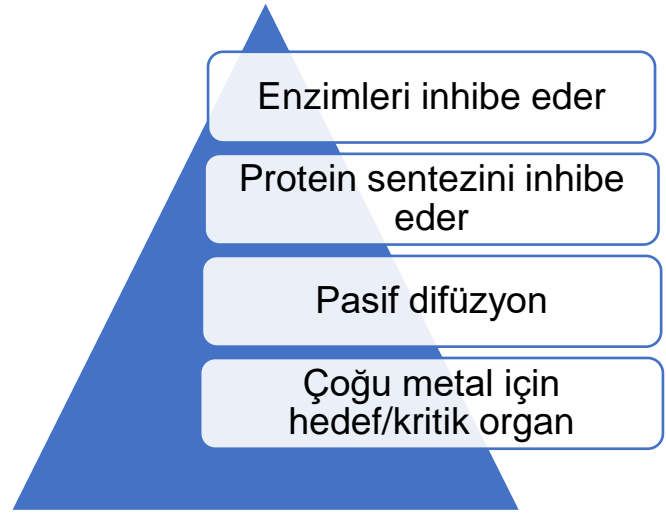 Enzimleri inhibe eder
Protein sentezini inhibe
eder
Pasif difüzyon
Çoğu metal için
hedef/kritik organ